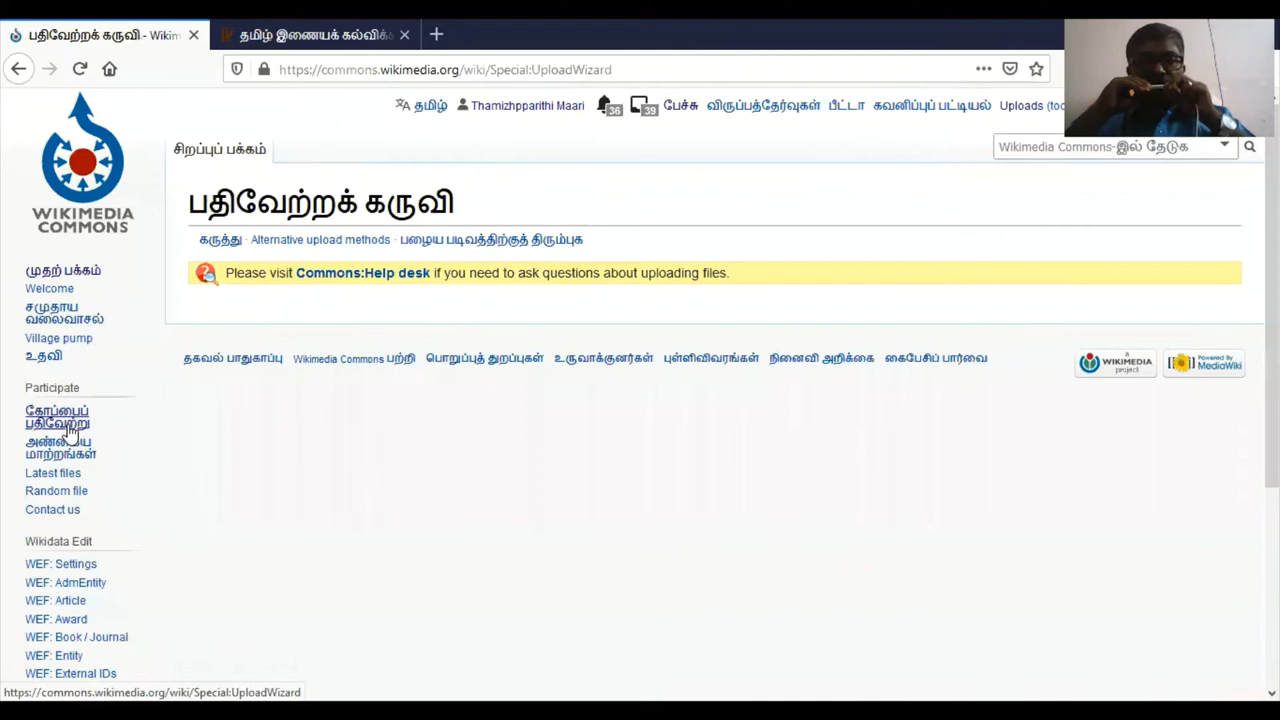 பதிவேற்றக் கருவி - Wikim
தமிழ் இணையக் கல்விக்
https://commons.wikimedia.org/wiki/Special:UploadWizard
தமிழ் Thamizhpparithi Maari 36 39 பேச்சு விருப்பத்தேர்வுகள் பீட்டா கவனிப்புப் பட்டியல் Uploads (too
சிறப்புப் பக்கம்
Wikimedia Commons-இல் தேடுக
WIKIMEDIA
COMMONS
பதிவேற்றக் கருவி
கருத்து · Alternative upload methods · பழைய படிவத்திற்குத் திரும்புக
Please visit Commons:Help desk if you need to ask questions about uploading files.
முதற் பக்கம்
Welcome
சமுதாய
வலைவாசல்
Village pump
உதவி
தகவல் பாதுகாப்பு Wikimedia Commons பற்றி பொறுப்புத் துறப்புகள் உருவாக்குனர்கள் புள்ளிவிவரங்கள் நினைவி அறிக்கை கைபேசிப் பார்வை
a
WIKIMEDIA
project
Powered By
MediaWiki
Participate
கோப்பைப்
பதிவேற்று
அண்மைய
மாற்றங்கள்
Latest files
Random file
Contact us
Wikidata Edit
WEF: Settings
WEF: AdmEntity
WEF: Article
WEF: Award
WEF: Book / Journal
WEF: Entity
WEF: External IDs
https://commons.wikimedia.org/wiki/Special:UploadWizard